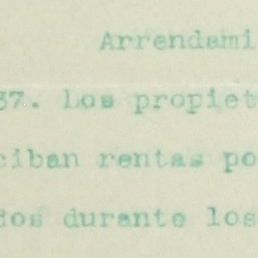 Arrendami
37. Los propiet
ciban rentas po
dos durante los